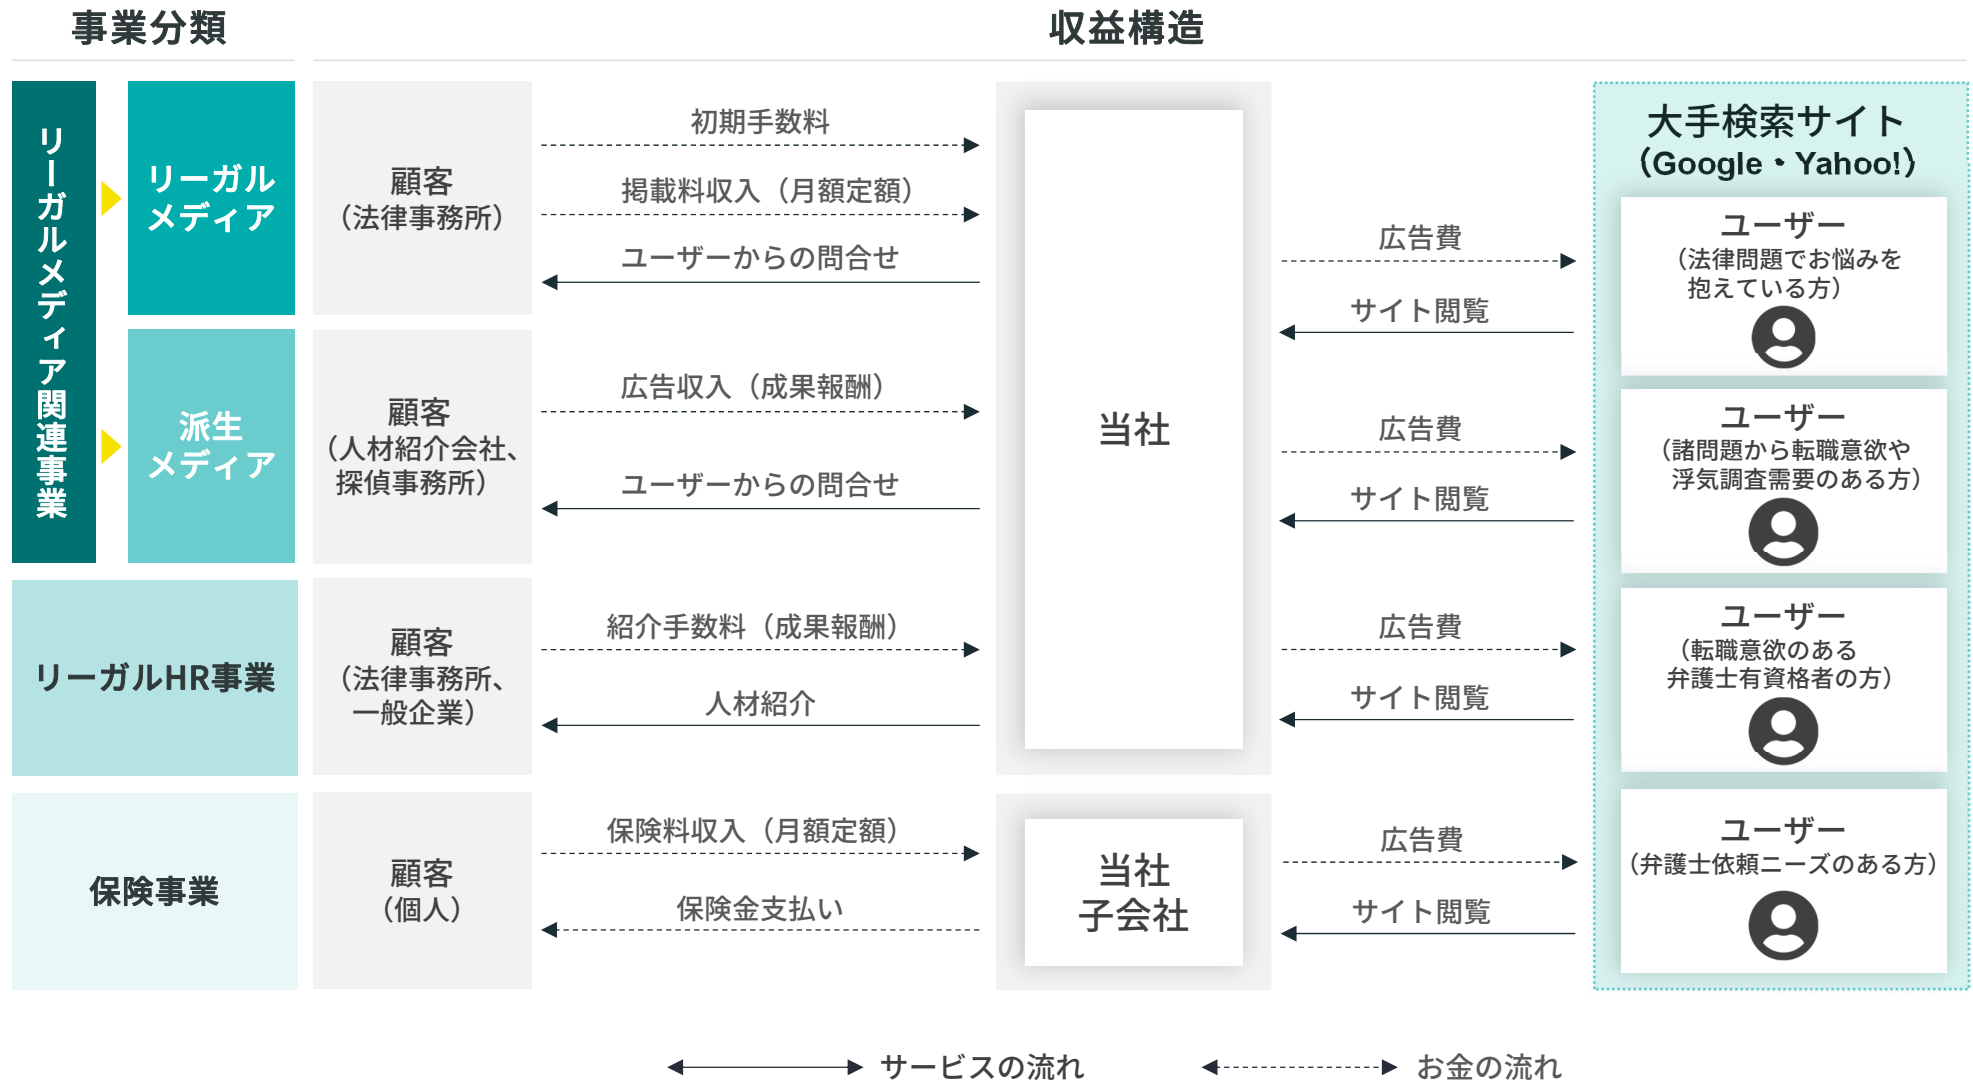 事業分類
収益構造
リーガルメディア関連事業
リーガル
メディア
顧客
（法律事務所）
初期手数料
掲載料収入（月額定額）
ユーザーからの問合せ
派生
メディア
顧客
（人材紹介会社、
探偵事務所）
広告収入（成果報酬）
ユーザーからの問合せ
リーガルHR事業
顧客
（法律事務所、
一般企業）
紹介手数料（成果報酬）
人材紹介
保険事業
顧客
（個人）
保険料収入（月額定額）
保険金支払い
当社
当社
子会社
広告費
サイト閲覧
広告費
サイト閲覧
広告費
サイト閲覧
広告費
サイト閲覧
大手検索サイト
（Google・Yahoo!）
ユーザー
（法律問題でお悩みを
抱えている方）
ユーザー
（諸問題から転職意欲や
浮気調査需要のある方）
ユーザー
（転職意欲のある
弁護士有資格者の方）
ユーザー
（弁護士依頼ニーズのある方）
サービスの流れ
お金の流れ